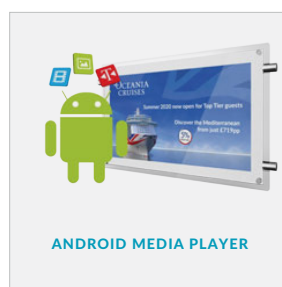 OCEANIA
CRUISES
Summer 2020 now open for Top Tier guests
Discover the Mediterranean
from just £719pp
5%
ANDROID MEDIA PLAYER